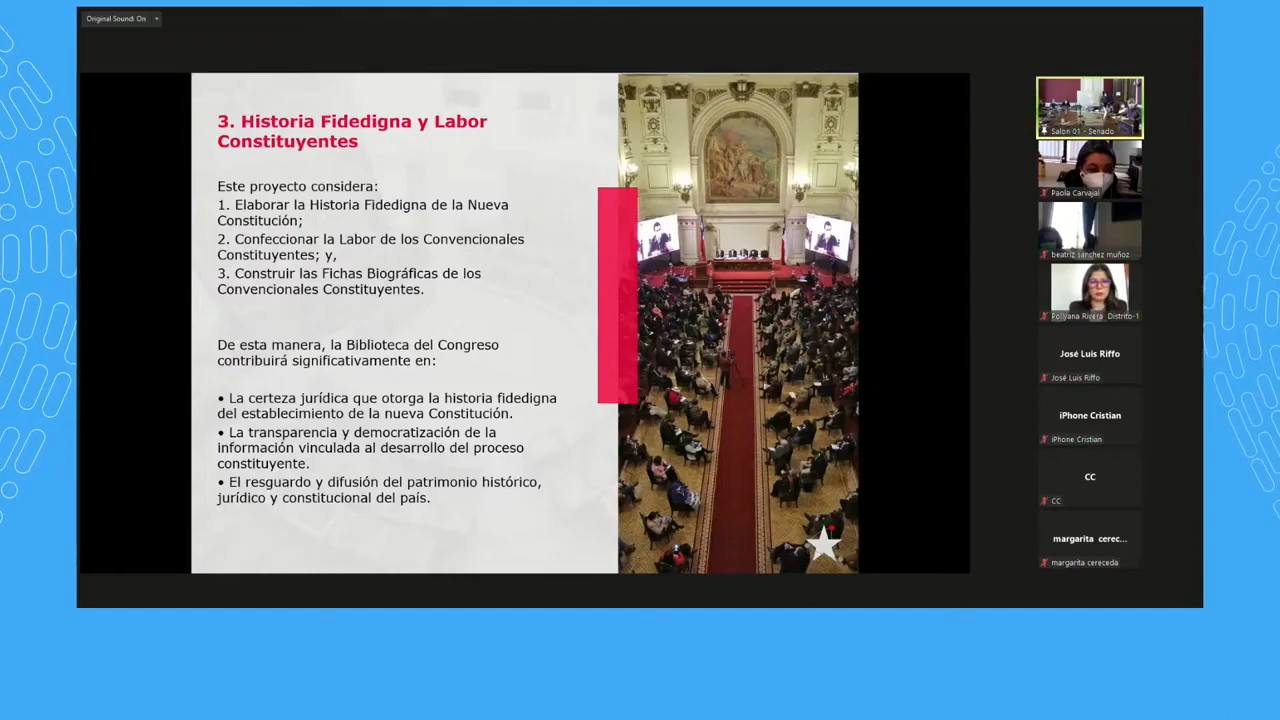 Original Sound: On
3. Historia Fidedigna y Labor
Constituyentes
Este proyecto considera:
1. Elaborar la Historia Fidedigna de la Nueva
Constitución;
2. Confeccionar la Labor de los Convencionales
Constituyentes; y,
3. Construir las Fichas Biográficas de los
Convencionales Constituyentes.
De esta manera, la Biblioteca del Congreso
contribuirá significativamente en:
• La certeza jurídica que otorga la historia fidedigna
del establecimiento de la nueva Constitución.
• La transparencia y democratización de la
información vinculada al desarrollo del proceso
constituyente.
• El resguardo y difusión del patrimonio histórico,
jurídico y constitucional del país.
Salon 01 - Senado
Paola Carvajal
beatriz sanchez muñoz
Pollyana Rivera Distrito-1
José Luis Riffo
José Luis Riffo
iPhone Cristian
iPhone Cristian
CC
CC
margarita cerec...
margarita cereceda